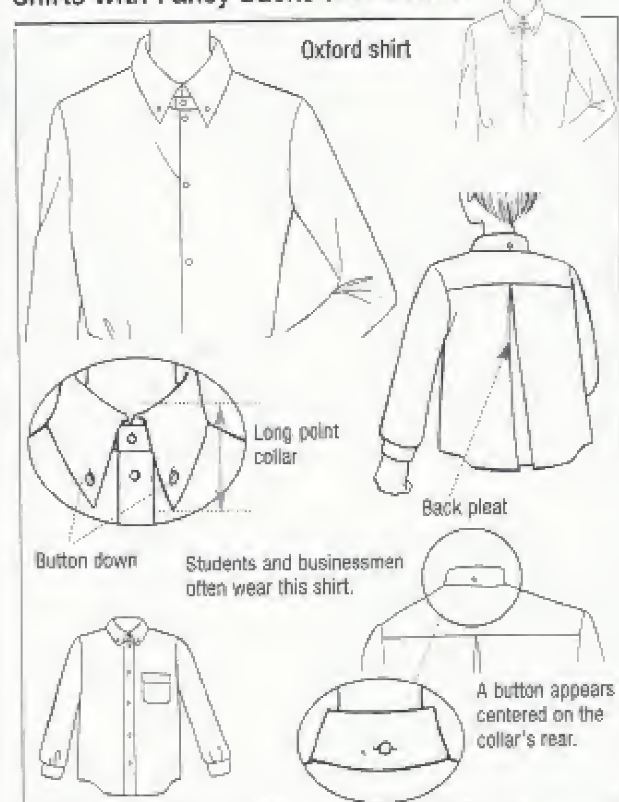 Oxford shirt
Long point
collar
Back pleat
Button down
Students and businessmen
often wear this shirt.
A button appears
centered on the
collar's rear.